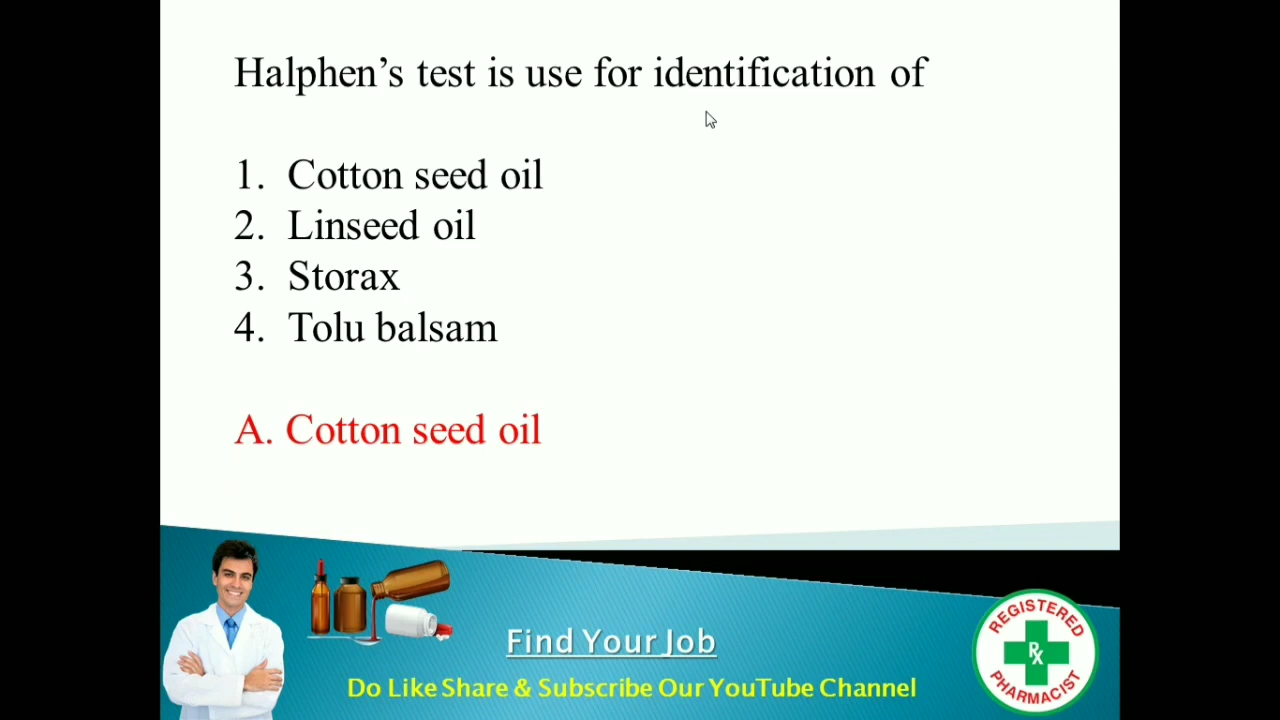 Halphen’s test is use for identification of
1. Cotton seed oil
2. Linseed oil
3. Storax
4. Tolu balsam
A. Cotton seed oil
Find Your Job
Do Like Share & Subscribe Our YouTube Channel
REGISTERED
Rx
PHARMACIST